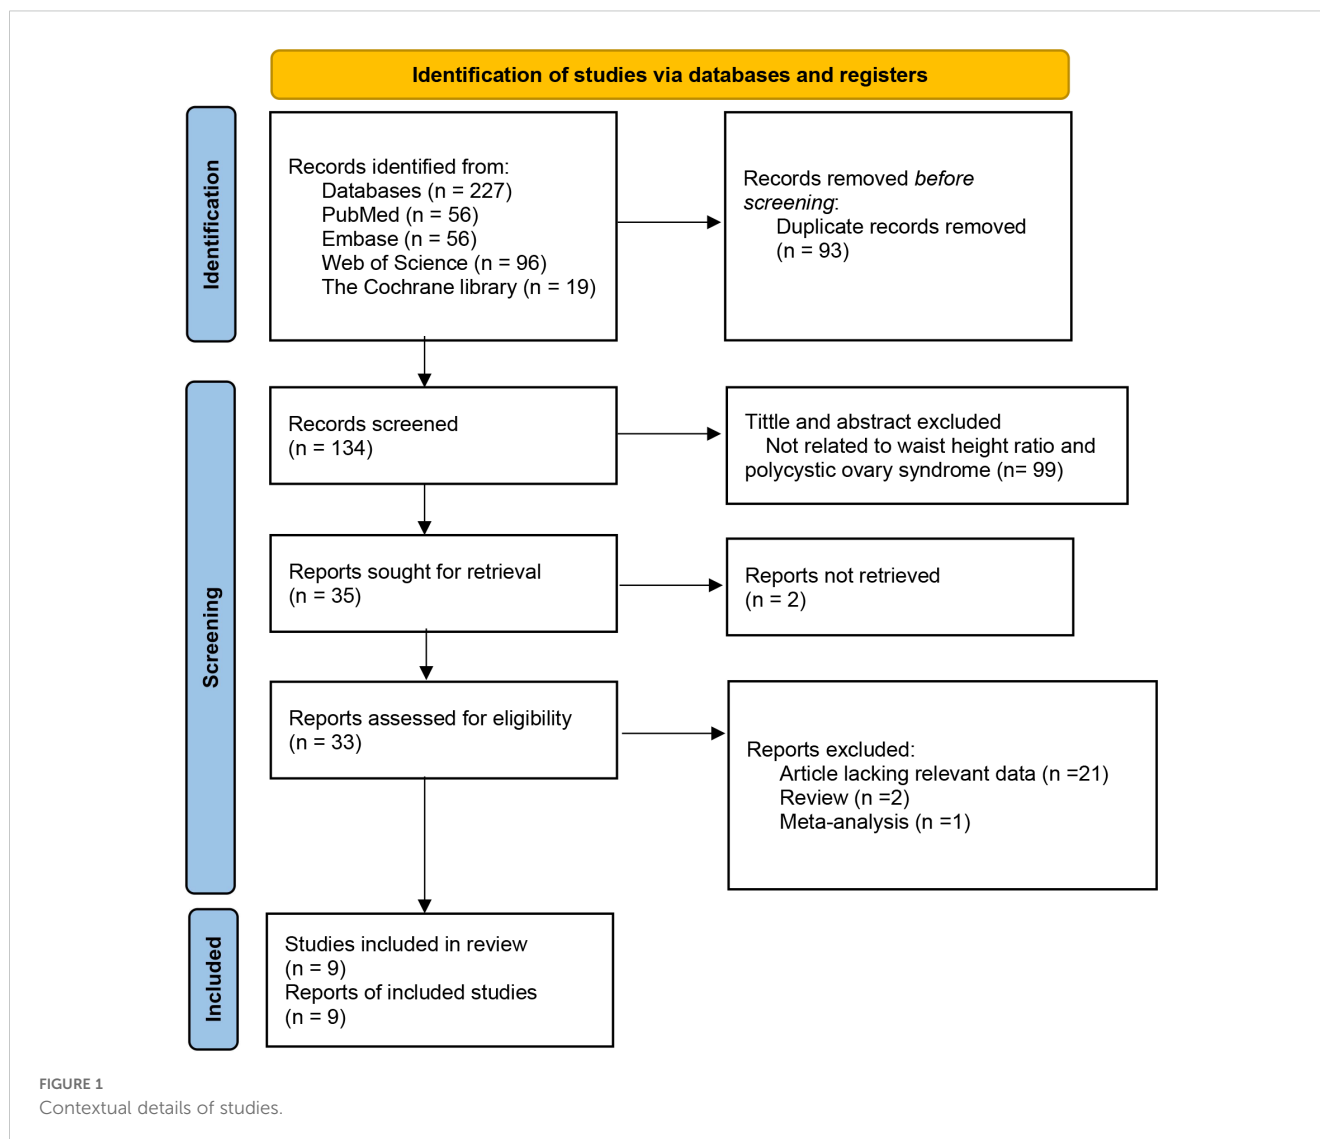 Identification of studies via databases and registers
Identification
Records identified from:
Databases (n = 227)
PubMed (n = 56)
Embase (n = 56)
Web of Science (n = 96)
The Cochrane library (n = 19)
Records removed before
screening:
Duplicate records removed
(n = 93)
Screening
Records screened
(n = 134)
Tittle and abstract excluded
Not related to waist height ratio and
polycystic ovary syndrome (n= 99)
Reports sought for retrieval
(n = 35)
Reports not retrieved
(n = 2)
Reports assessed for eligibility
(n = 33)
Reports excluded:
Article lacking relevant data (n =21)
Review (n =2)
Meta-analysis (n =1)
Included
Studies included in review
(n = 9)
Reports of included studies
(n = 9)
FIGURE 1
Contextual details of studies.